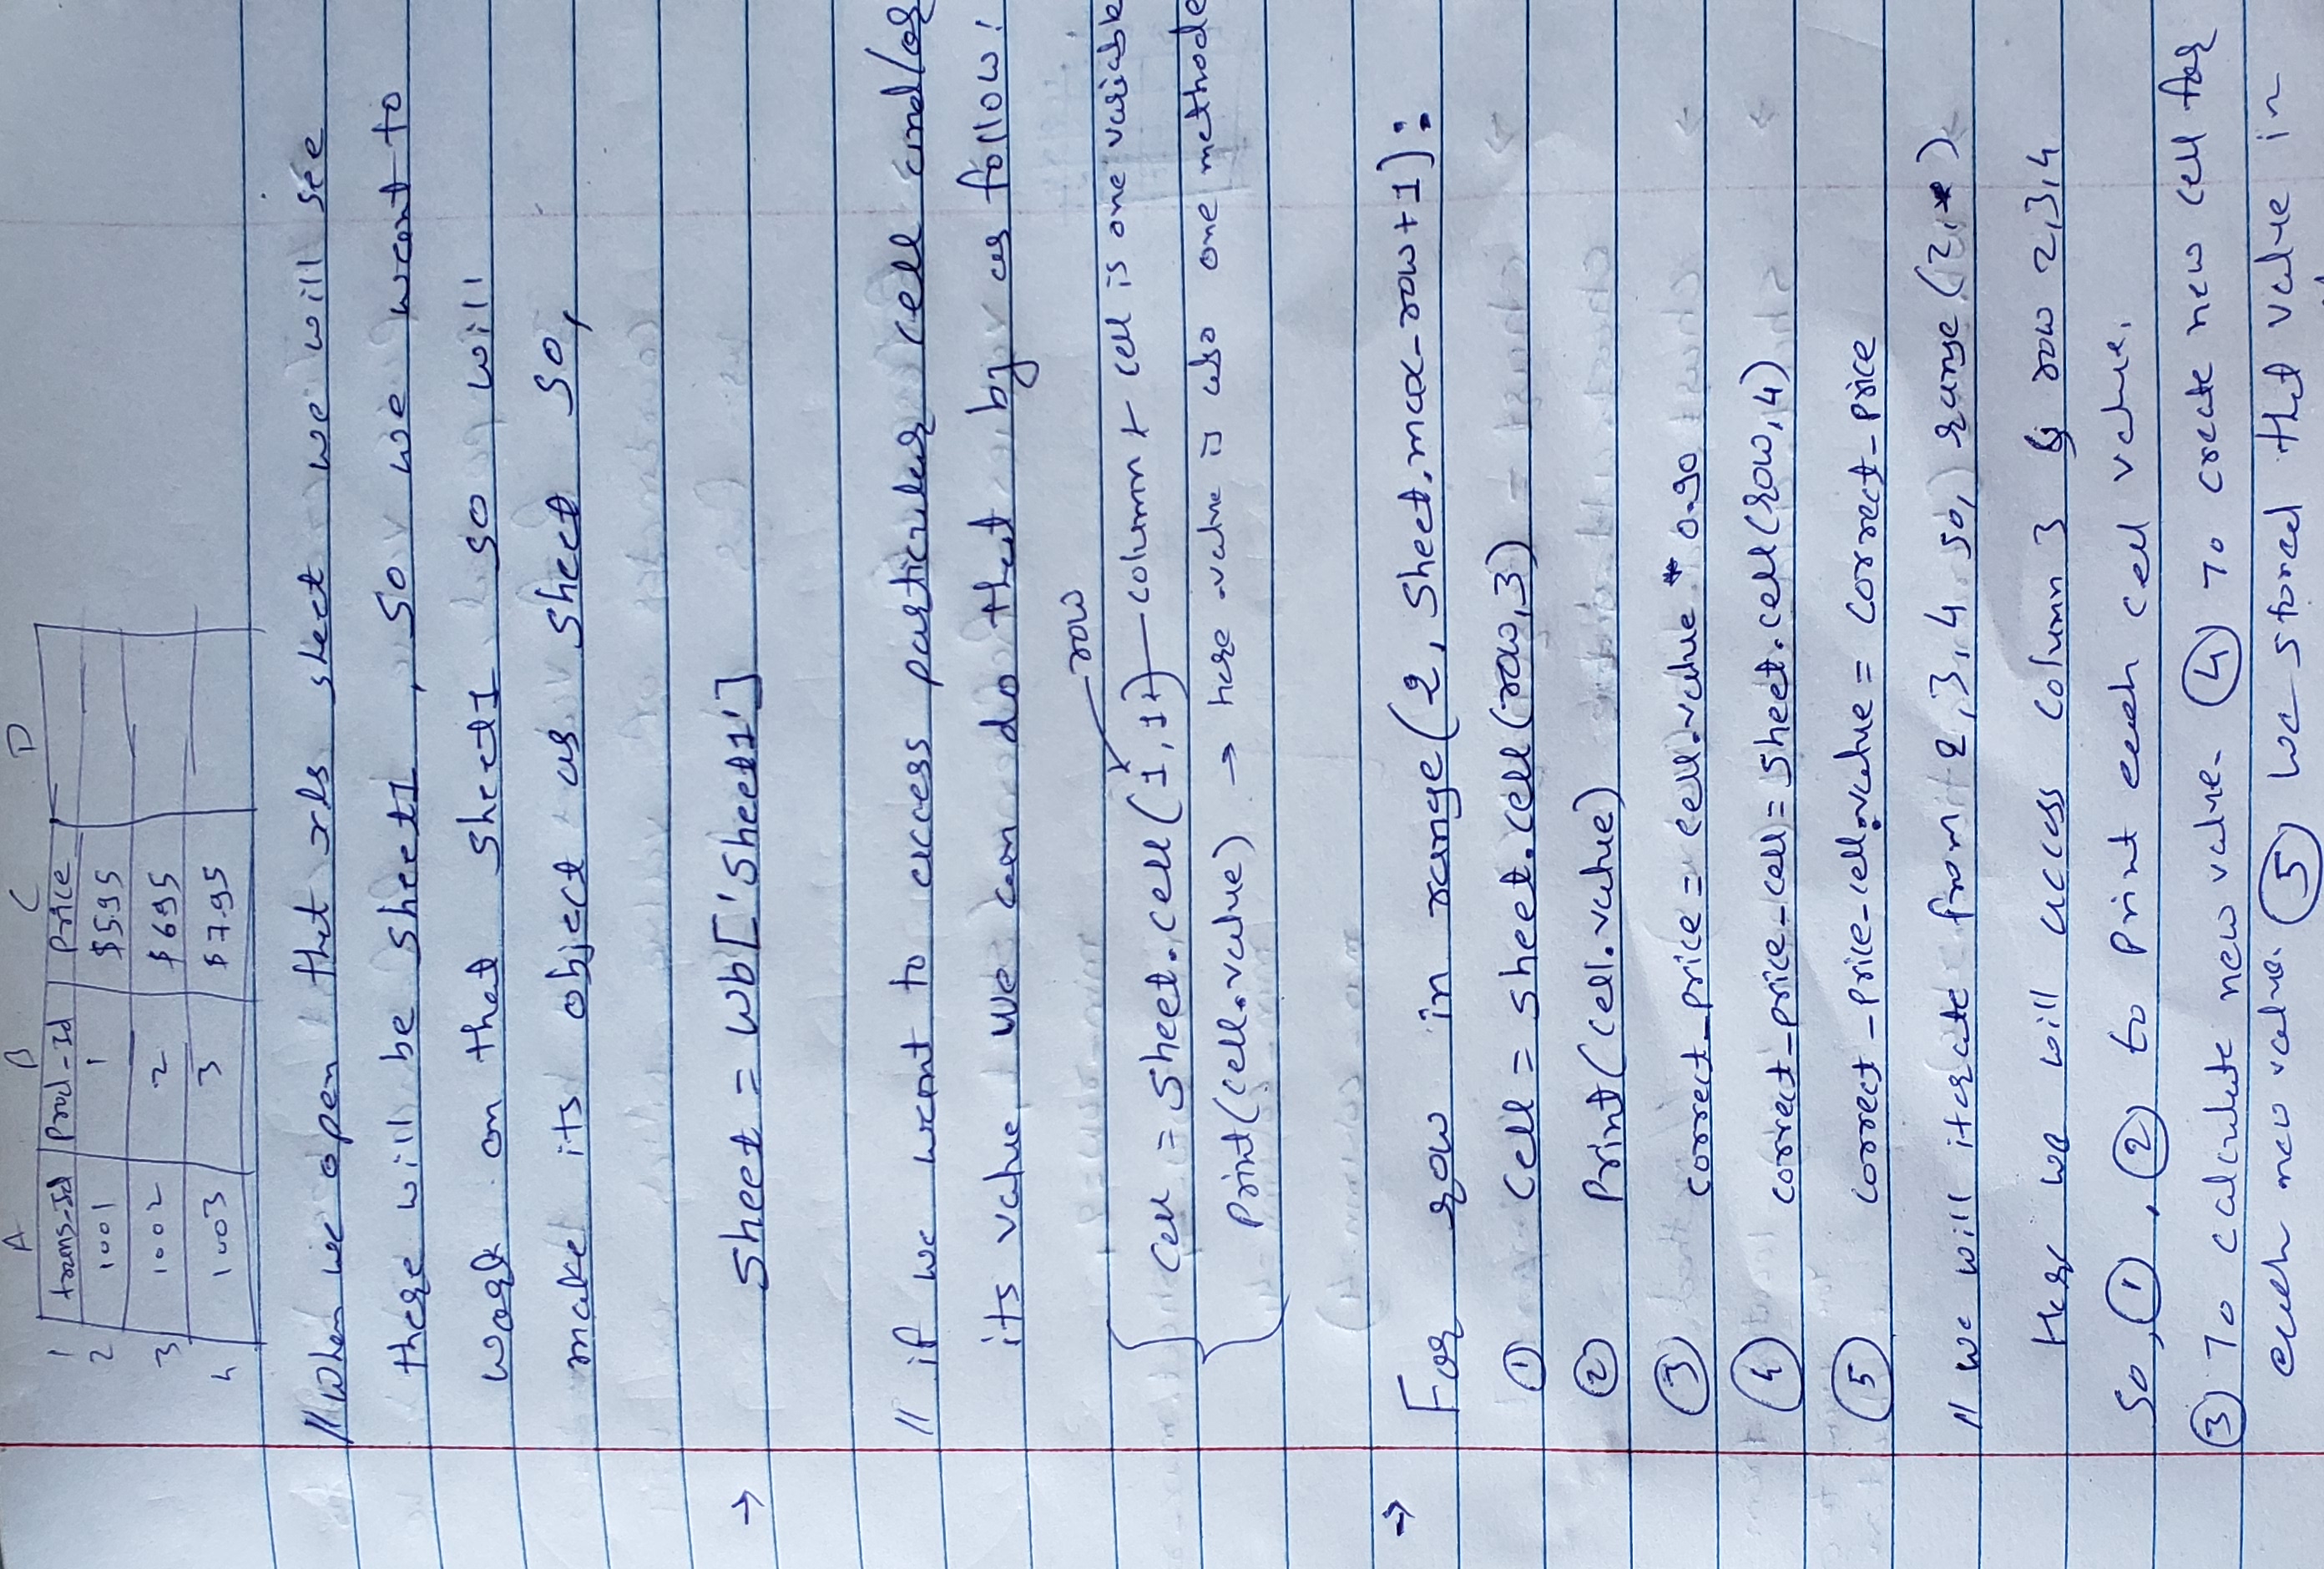 A B C D
1 trans-Id Prod-Id Price
2 1001 1 $595
3 1002 2 $695
4 1003 3 $7.95
// When we open that xls sheet we will see
there will be sheet1 , so we want to
work on that sheet1 so will
make its object as sheet so,
→ sheet = wb['Sheet1']
// if we want to access particular cell and/or
its value we can do that by as follow:
row
cell = sheet.cell(1,1) column & cell is one variable
print(cell.value) → here .value is also one methode
→ For row in range(2, sheet.max_row+1):
① cell = sheet.cell(row,3)
② Print(cell.value)
③ correct_price = cell.value * 0.90
④ correct_price_cell = sheet.cell(row,4)
⑤ correct_price_cell.value = correct_price
// we will iterate from 2,3,4 so, range(2, )
Here we will access column 3 & row 2,3,4
so, ①, ② to print each cell value.
③ To calculate new value. ④ To create new cell for
each new value. ⑤ We stored that value in